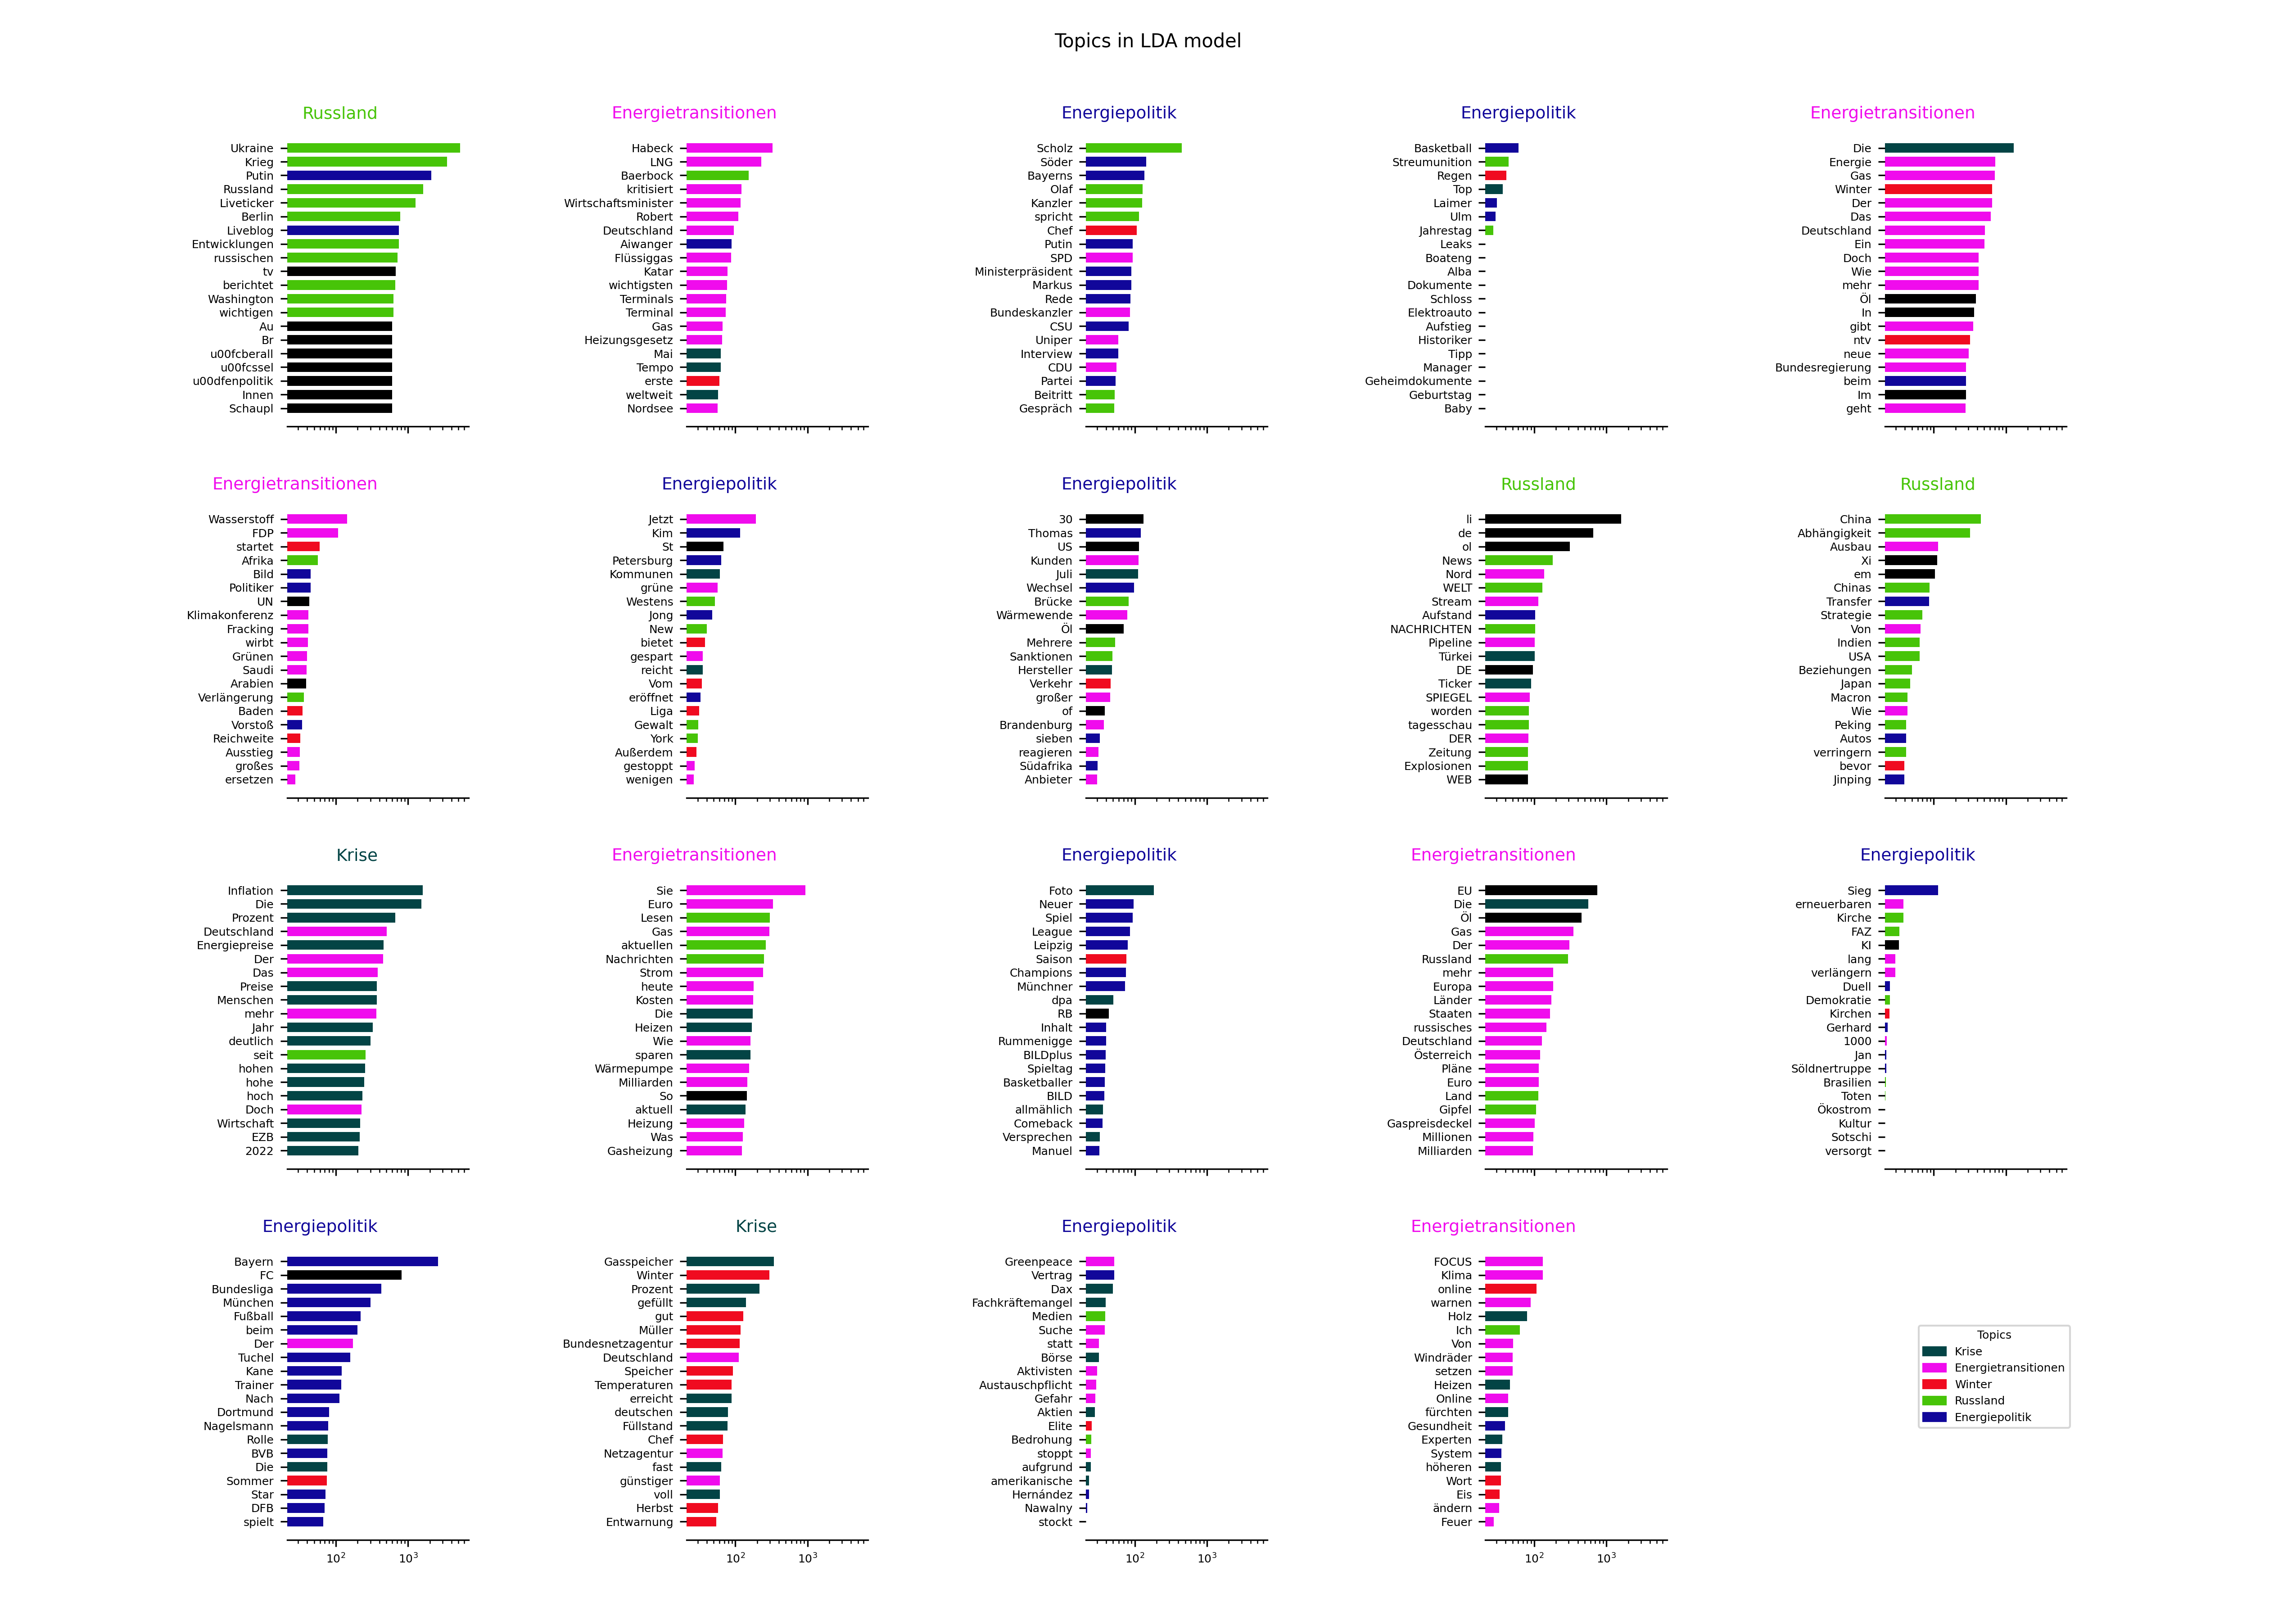 Topics in LDA model
Russland
Ukraine
Krieg
Putin
Russland
Liveticker
Berlin
Liveblog
Entwicklungen
russischen
tv
berichtet
Washington
wichtigen
Au
Br
u00fcberall
u00fcssel
u00dfenpolitik
Innen
Schaupl
Energietransitionen
Habeck
LNG
Baerbock
kritisiert
Wirtschaftsminister
Robert
Deutschland
Aiwanger
Flüssiggas
Katar
wichtigsten
Terminals
Terminal
Gas
Heizungsgesetz
Mai
Tempo
erste
weltweit
Nordsee
Energiepolitik
Scholz
Söder
Bayerns
Olaf
Kanzler
spricht
Chef
Putin
SPD
Ministerpräsident
Markus
Rede
Bundeskanzler
CSU
Uniper
Interview
CDU
Partei
Beitritt
Gespräch
Energiepolitik
Basketball
Streumunition
Regen
Top
Laimer
Ulm
Jahrestag
Leaks
Boateng
Alba
Dokumente
Schloss
Elektroauto
Aufstieg
Historiker
Tipp
Manager
Geheimdokumente
Geburtstag
Baby
Energietransitionen
Die
Energie
Gas
Winter
Der
Das
Deutschland
Ein
Doch
Wie
mehr
Öl
In
gibt
ntv
neue
Bundesregierung
beim
Im
geht
Energietransitionen
Wasserstoff
FDP
startet
Afrika
Bild
Politiker
UN
Klimakonferenz
Fracking
wirbt
Grünen
Saudi
Arabien
Verlängerung
Baden
Vorstoß
Reichweite
Ausstieg
großes
ersetzen
Energiepolitik
Jetzt
Kim
St
Petersburg
Kommunen
grüne
Westens
Jong
New
bietet
gespart
reicht
Vom
eröffnet
Liga
Gewalt
York
Außerdem
gestoppt
wenigen
Energiepolitik
30
Thomas
US
Kunden
Juli
Wechsel
Brücke
Wärmewende
Öl
Mehrere
Sanktionen
Hersteller
Verkehr
großer
of
Brandenburg
sieben
reagieren
Südafrika
Anbieter
Russland
li
de
ol
News
Nord
WELT
Stream
Aufstand
NACHRICHTEN
Pipeline
Türkei
DE
Ticker
SPIEGEL
worden
tagesschau
DER
Zeitung
Explosionen
WEB
Russland
China
Abhängigkeit
Ausbau
Xi
em
Chinas
Transfer
Strategie
Von
Indien
USA
Beziehungen
Japan
Macron
Wie
Peking
Autos
verringern
bevor
Jinping
Krise
Inflation
Die
Prozent
Deutschland
Energiepreise
Der
Das
Preise
Menschen
mehr
Jahr
deutlich
seit
hohen
hohe
hoch
Doch
Wirtschaft
EZB
2022
Energietransitionen
Sie
Euro
Lesen
Gas
aktuellen
Nachrichten
Strom
heute
Kosten
Die
Heizen
Wie
sparen
Wärmepumpe
Milliarden
So
aktuell
Heizung
Was
Gasheizung
Energiepolitik
Foto
Neuer
Spiel
League
Leipzig
Saison
Champions
Münchner
dpa
RB
Inhalt
Rummenigge
BILDplus
Spieltag
Basketballer
BILD
allmählich
Comeback
Versprechen
Manuel
Energietransitionen
EU
Die
Öl
Gas
Der
Russland
mehr
Europa
Länder
Staaten
russisches
Deutschland
Österreich
Pläne
Euro
Land
Gipfel
Gaspreisdeckel
Millionen
Milliarden
Energiepolitik
Sieg
erneuerbaren
Kirche
FAZ
KI
lang
verlängern
Duell
Demokratie
Kirchen
Gerhard
1000
Jan
Söldnertruppe
Brasilien
Toten
Ökostrom
Kultur
Sotschi
versorgt
Energiepolitik
Bayern
FC
Bundesliga
München
Fußball
beim
Der
Tuchel
Kane
Trainer
Nach
Dortmund
Nagelsmann
Rolle
BVB
Die
Sommer
Star
DFB
spielt
10²
10³
Krise
Gasspeicher
Winter
Prozent
gefüllt
gut
Müller
Bundesnetzagentur
Deutschland
Speicher
Temperaturen
erreicht
deutschen
Füllstand
Chef
Netzagentur
fast
günstiger
voll
Herbst
Entwarnung
10²
10³
Energiepolitik
Greenpeace
Vertrag
Dax
Fachkräftemangel
Medien
Suche
statt
Börse
Aktivisten
Austauschpflicht
Gefahr
Aktien
Elite
Bedrohung
stoppt
aufgrund
amerikanische
Hernández
Nawalny
stockt
10²
10³
Energietransitionen
FOCUS
Klima
online
warnen
Holz
Ich
Von
Windräder
setzen
Heizen
Online
fürchten
Gesundheit
Experten
System
höheren
Wort
Eis
ändern
Feuer
10²
10³
Topics
Krise
Energietransitionen
Winter
Russland
Energiepolitik